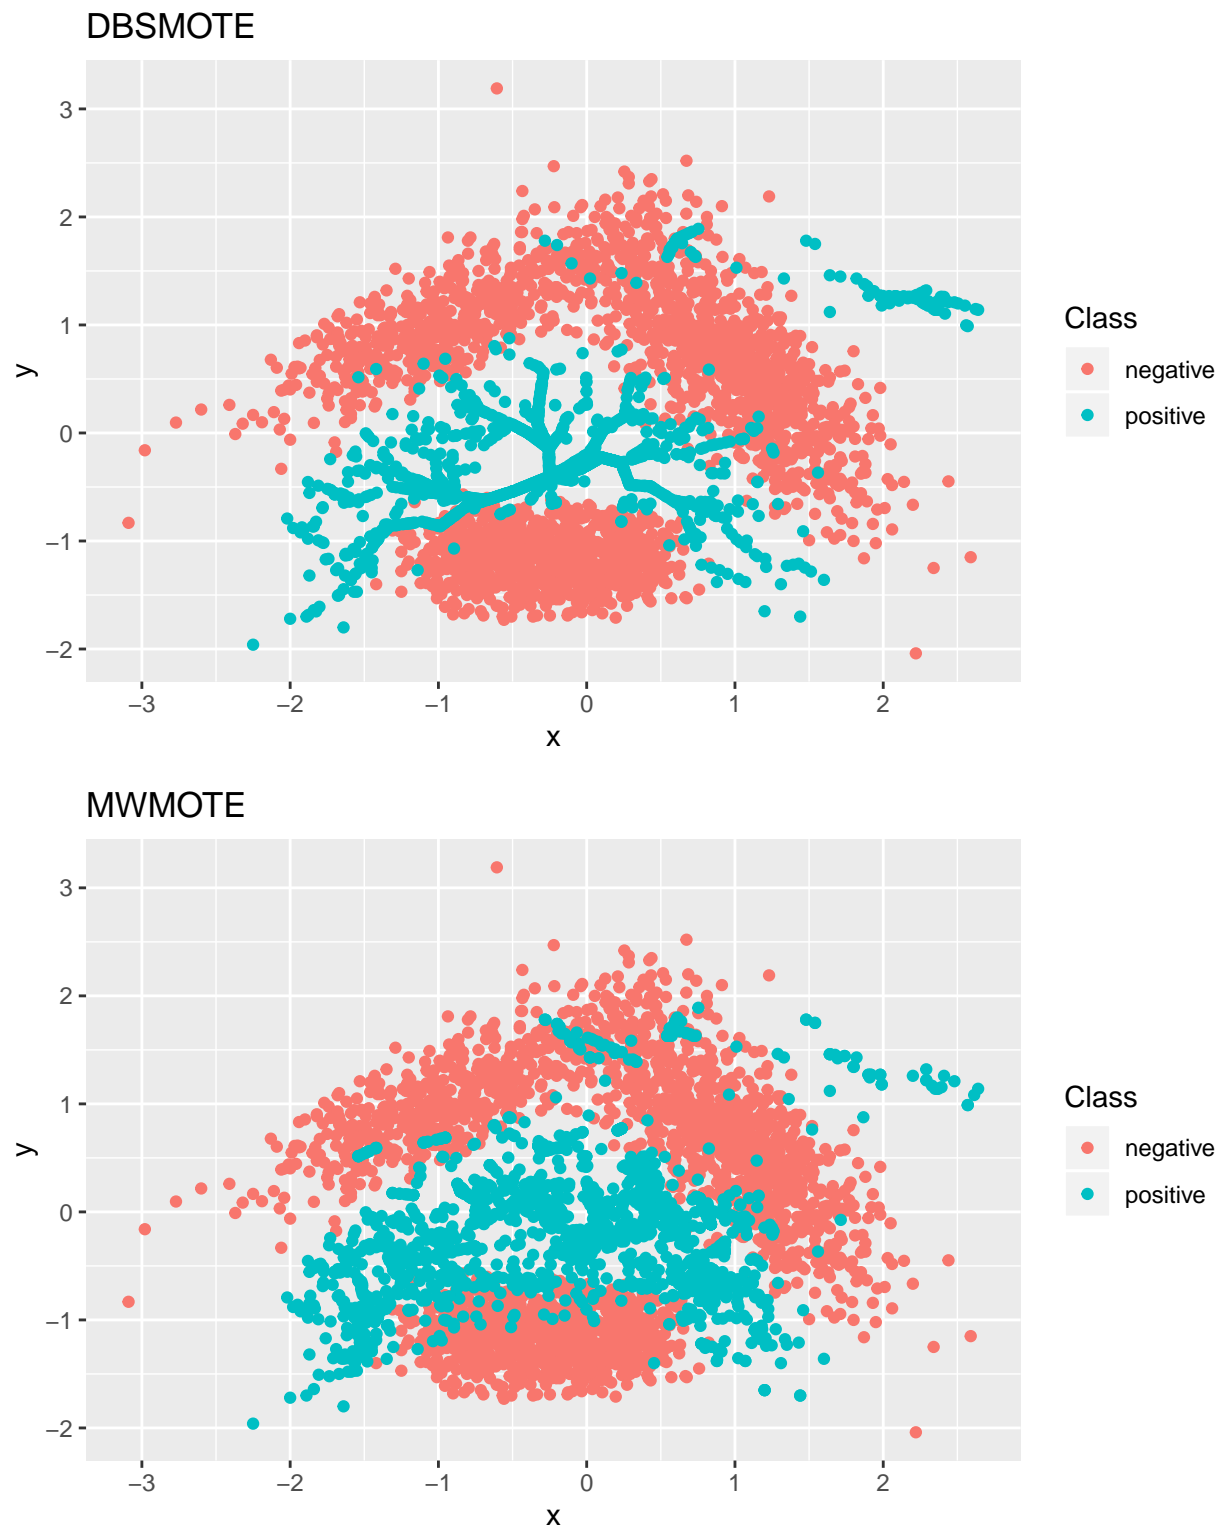 DBSMOTE
3
2
1
0
−1
−2
y
−3 −2 −1 0 1 2
x
Class
negative
positive
MWMOTE
3
2
1
0
−1
−2
y
−3 −2 −1 0 1 2
x
Class
negative
positive